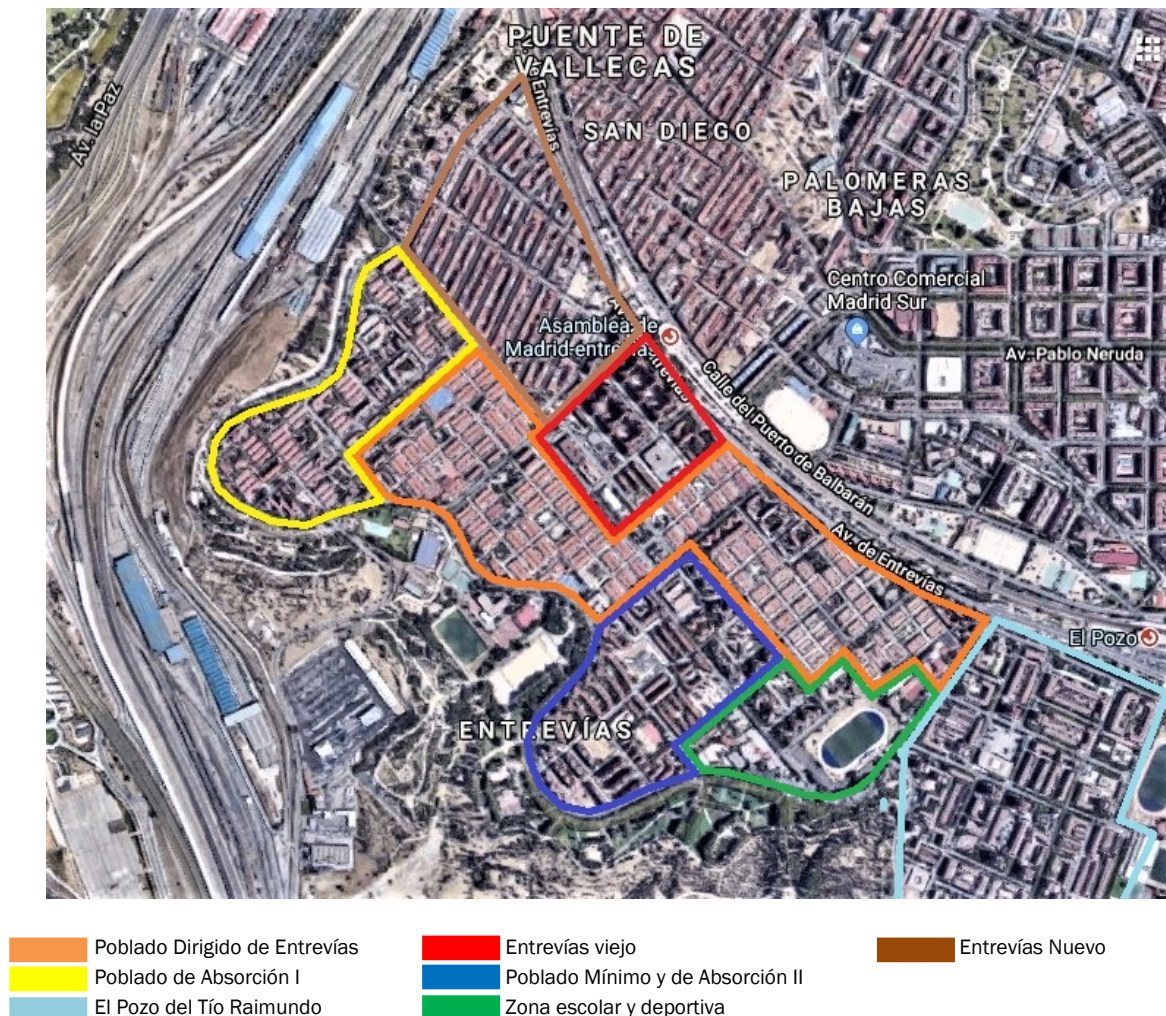 PUENTE DE
VALLECAS
Av. de Entrevías
SAN DIEGO
Av. la Paz
PALOMERAS
BAJAS
Centro Comercial
Madrid Sur
Asamblea de
Madrid-entrevías
Av. Pablo Neruda
Calle del Puerto de Balbarán
Av. de Entrevías
El Pozo
ENTREVÍAS
Poblado Dirigido de Entrevías
Entrevías viejo
Entrevías Nuevo
Poblado de Absorción I
Poblado Mínimo y de Absorción II
El Pozo del Tío Raimundo
Zona escolar y deportiva